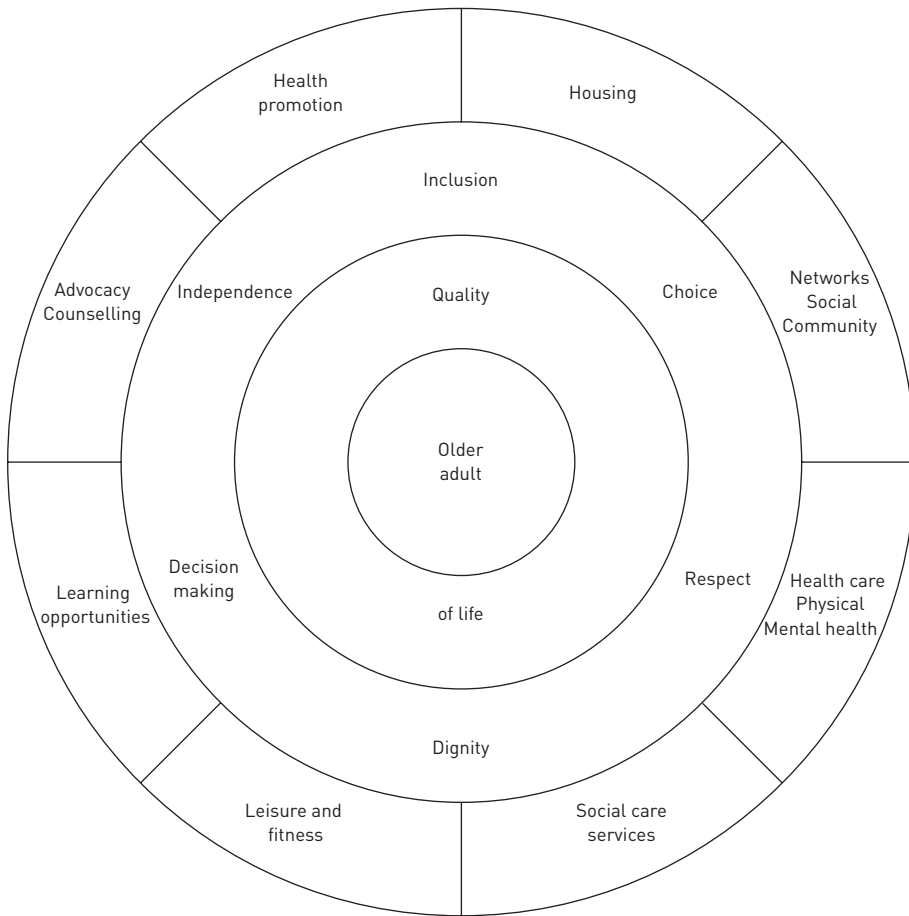 Health
promotion
Housing
Inclusion
Advocacy
Counselling
Independence
Quality
Choice
Networks
Social
Community
Older
adult
Learning
opportunities
Decision
making
of life
Respect
Health care
Physical
Mental health
Dignity
Leisure and
fitness
Social care
services